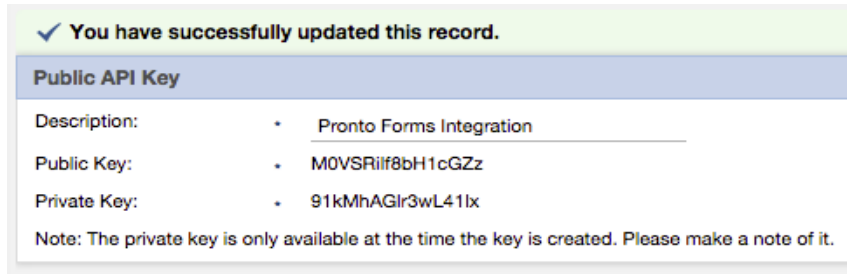 You have successfully updated this record.
Public API Key
Description: * Pronto Forms Integration
Public Key: * M0VSRilf8bH1cGZz
Private Key: * 91kMhAGlr3wL41lx
Note: The private key is only available at the time the key is created. Please make a note of it.